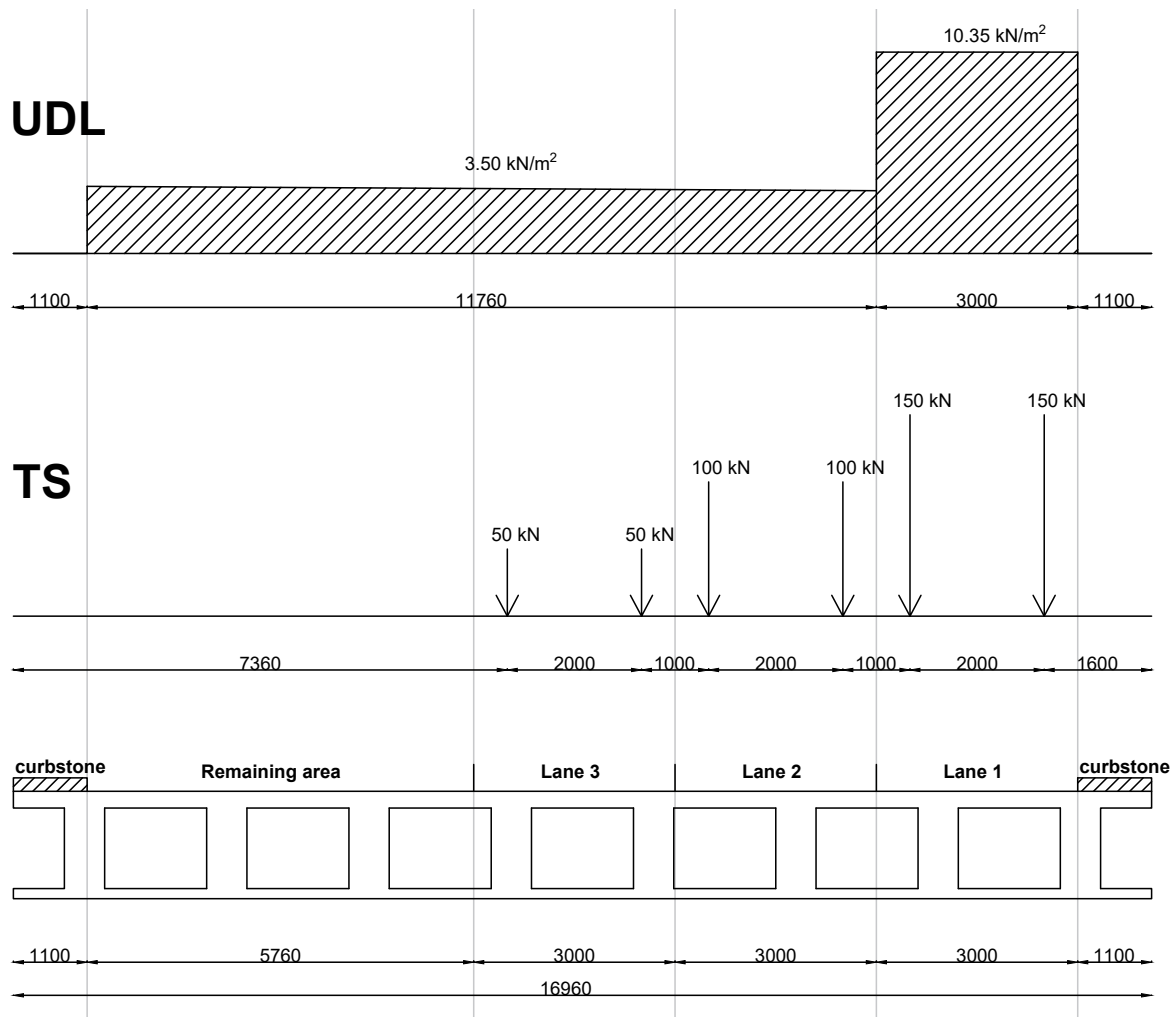 10.35 kN/m²
UDL
3.50 kN/m²
1100 11760 3000 1100
150 kN 150 kN
TS
100 kN 100 kN
50 kN 50 kN
7360 2000 1000 2000 1000 2000 1600
curbstone Remaining area Lane 3 Lane 2 Lane 1 curbstone
1100 5760 3000 3000 3000 1100
16960